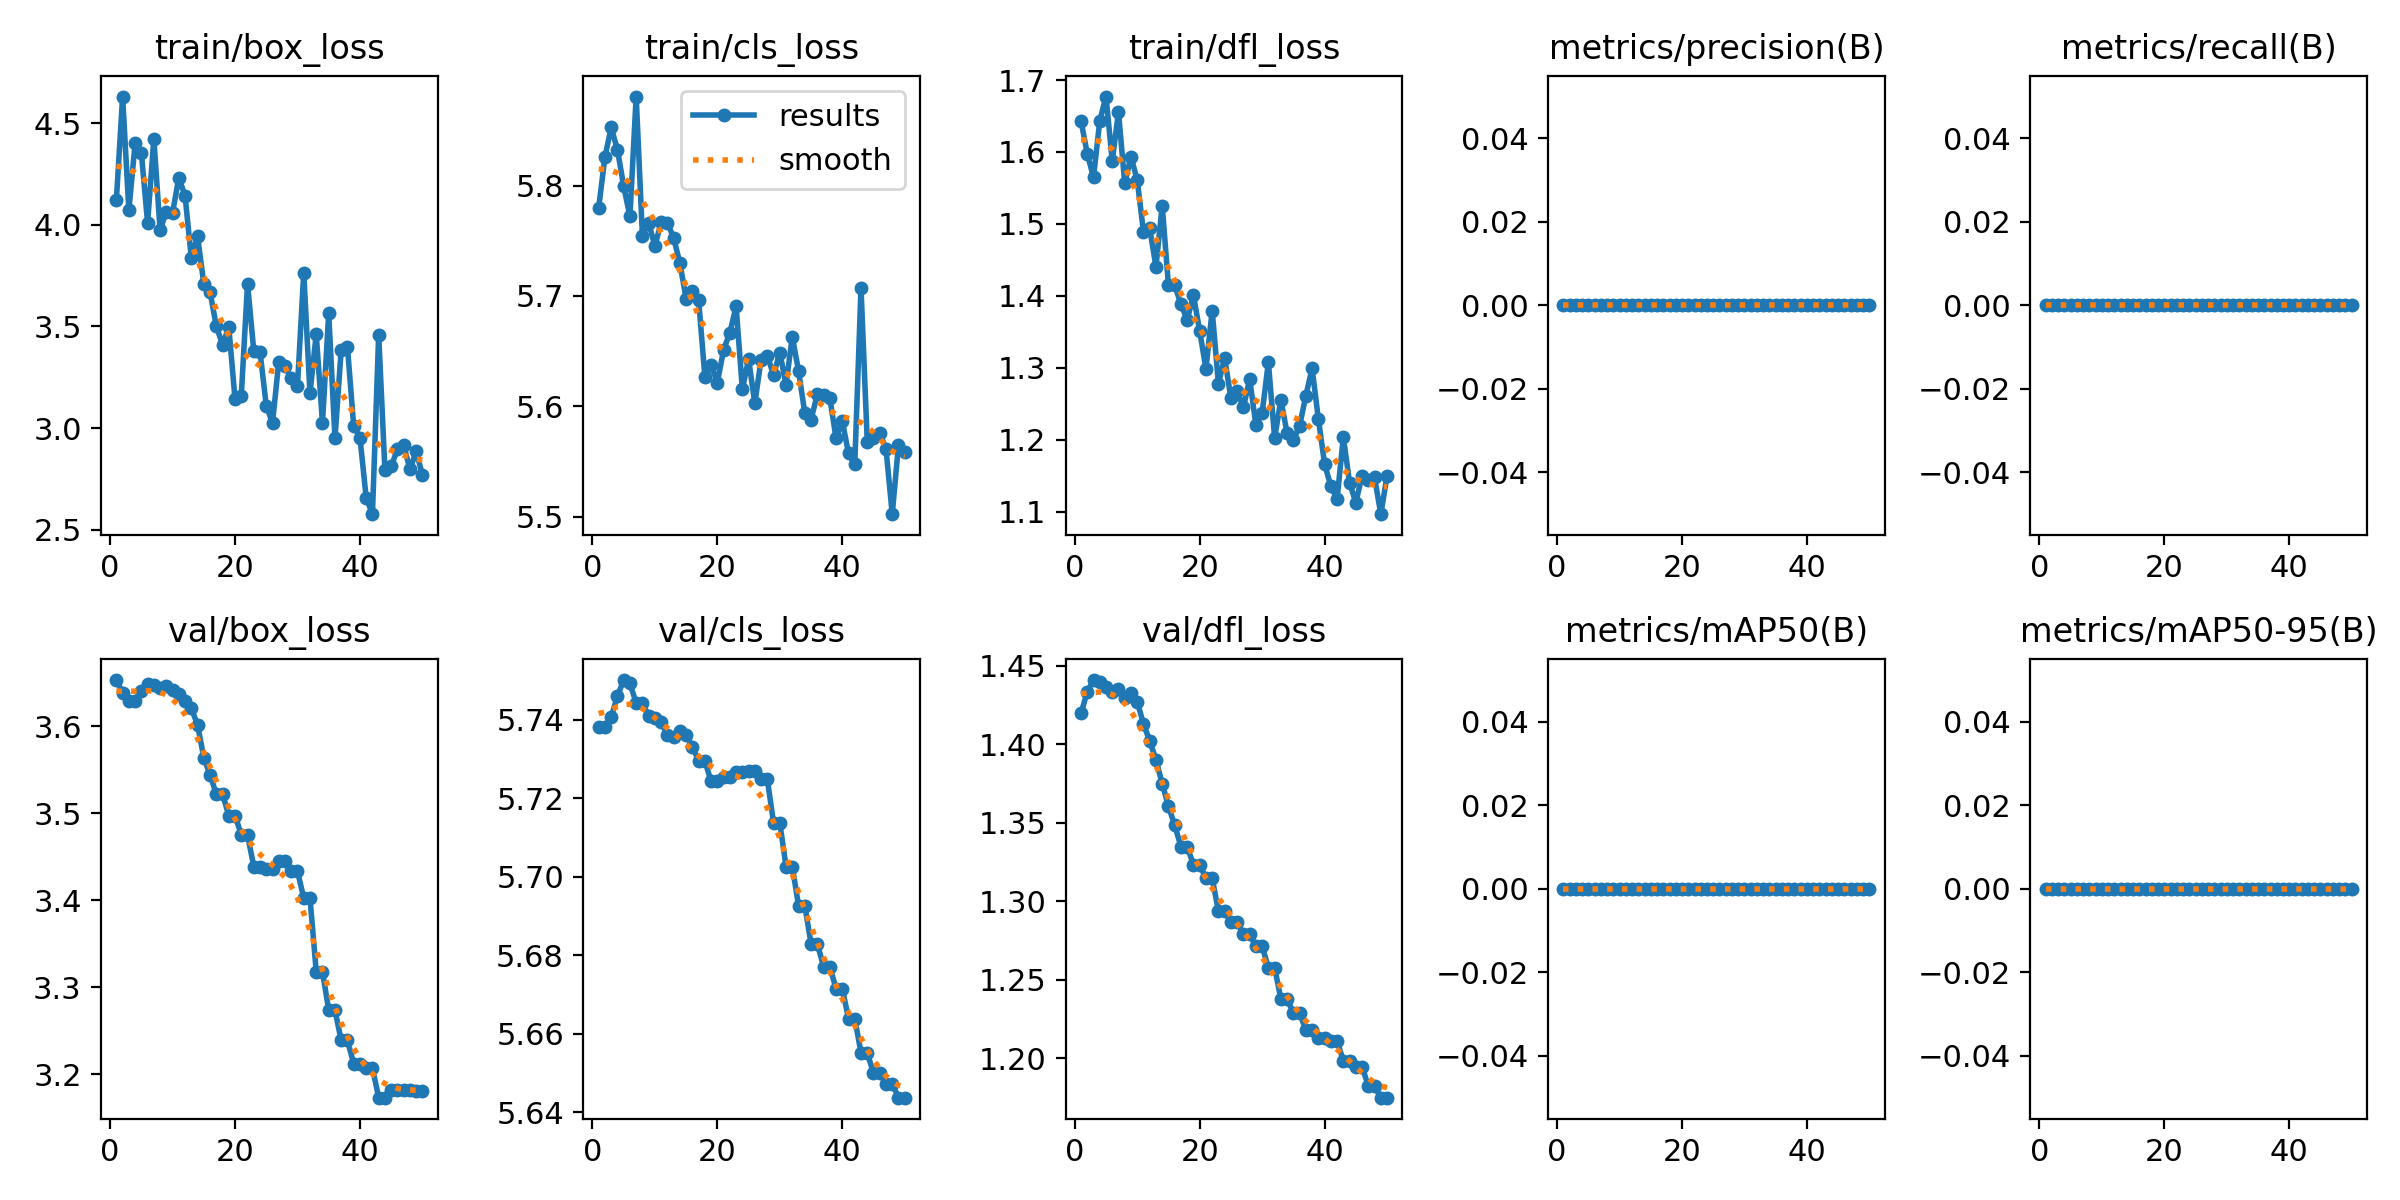 train/box_loss
4.5
4.0
3.5
3.0
2.5
0 20 40
train/cls_loss
results
smooth
5.8
5.7
5.6
5.5
0 20 40
train/dfl_loss
1.7
1.6
1.5
1.4
1.3
1.2
1.1
0 20 40
metrics/precision(B)
0.04
0.02
0.00
−0.02
−0.04
0 20 40
metrics/recall(B)
0.04
0.02
0.00
−0.02
−0.04
0 20 40
val/box_loss
3.6
3.5
3.4
3.3
3.2
0 20 40
val/cls_loss
5.74
5.72
5.70
5.68
5.66
5.64
0 20 40
val/dfl_loss
1.45
1.40
1.35
1.30
1.25
1.20
0 20 40
metrics/mAP50(B)
0.04
0.02
0.00
−0.02
−0.04
0 20 40
metrics/mAP50-95(B)
0.04
0.02
0.00
−0.02
−0.04
0 20 40